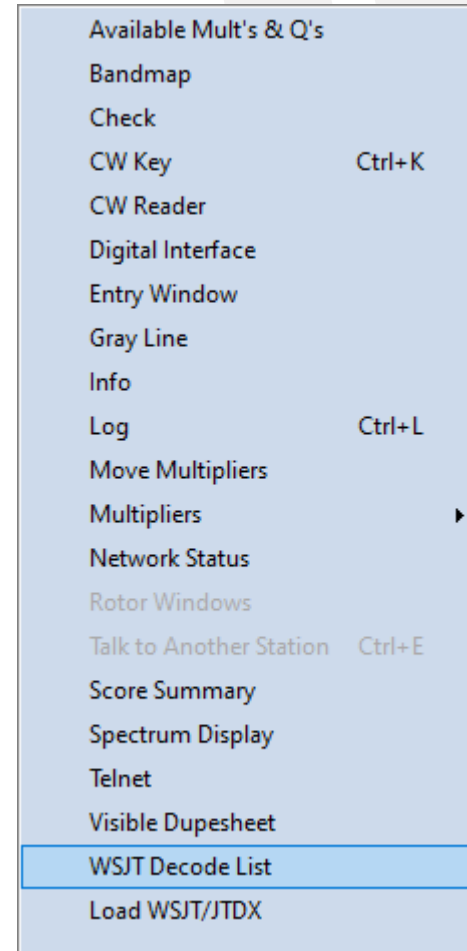 Available Mult's & Q's
Bandmap
Check
CW Key Ctrl+K
CW Reader
Digital Interface
Entry Window
Gray Line
Info
Log Ctrl+L
Move Multipliers
Multipliers
Network Status
Rotor Windows
Talk to Another Station Ctrl+E
Score Summary
Spectrum Display
Telnet
Visible Dupesheet
WSJT Decode List
Load WSJT/JTDX